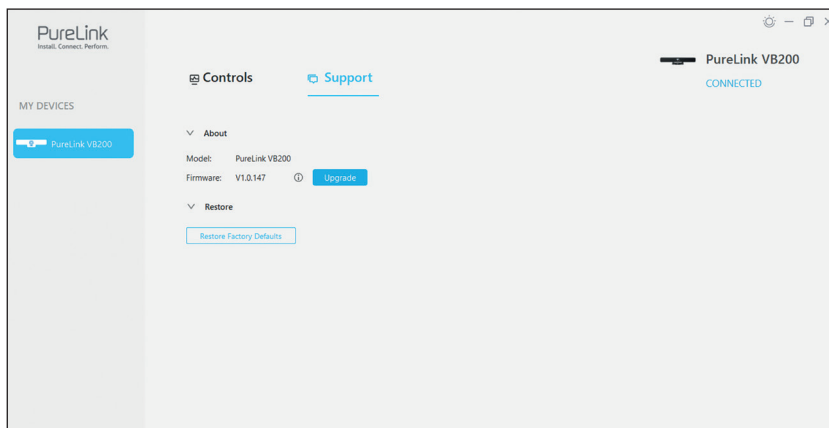 PureLink
Install. Connect. Perform.
MY DEVICES
PureLink VB200
Controls
Support
PureLink VB200
CONNECTED
About
Model: PureLink VB200
Firmware: V1.0.147 Upgrade
Restore
Restore Factory Defaults